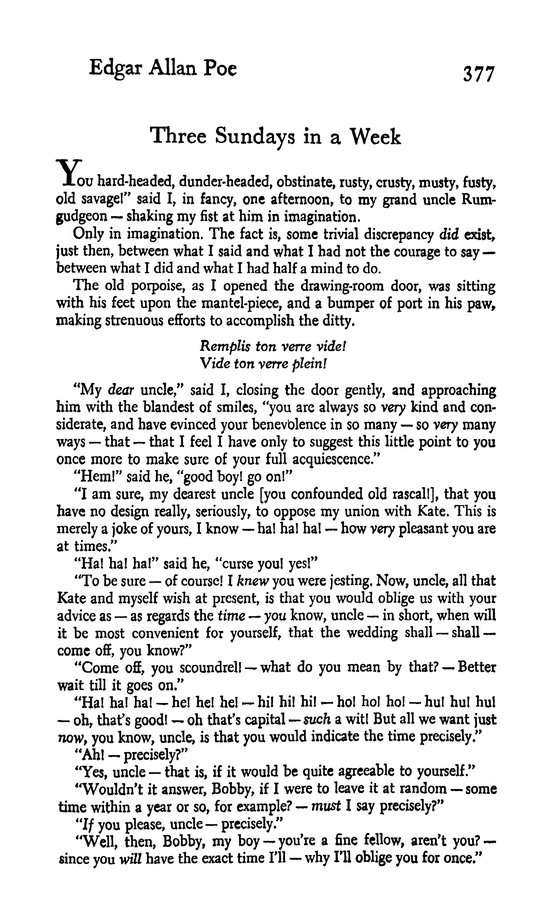 Edgar Allan Poe
377
Three Sundays in a Week
You hard-headed, dunder-headed, obstinate, rusty, crusty, musty, fusty,
old savage!” said I, in fancy, one afternoon, to my grand uncle Rum-
gudgeon — shaking my fist at him in imagination.
Only in imagination. The fact is, some trivial discrepancy did exist,
just then, between what I said and what I had not the courage to say —
between what I did and what I had half a mind to do.
The old porpoise, as I opened the drawing-room door, was sitting
with his feet upon the mantel-piece, and a bumper of port in his paw,
making strenuous efforts to accomplish the ditty.
Remplis ton verre vide!
Vide ton verre plein!
“My dear uncle,” said I, closing the door gently, and approaching
him with the blandest of smiles, “you are always so very kind and con-
siderate, and have evinced your benevolence in so many — so very many
ways — that — that I feel I have only to suggest this little point to you
once more to make sure of your full acquiescence.”
“Hem!” said he, “good boy! go on!”
“I am sure, my dearest uncle [you confounded old rascal!], that you
have no design really, seriously, to oppose my union with Kate. This is
merely a joke of yours, I know — ha! ha! ha! — how very pleasant you are
at times.”
“Ha! ha! ha!” said he, “curse you! yes!”
“To be sure — of course! I knew you were jesting. Now, uncle, all that
Kate and myself wish at present, is that you would oblige us with your
advice as — as regards the time — you know, uncle — in short, when will
it be most convenient for yourself, that the wedding shall — shall —
come off, you know?”
“Come off, you scoundrel! — what do you mean by that? — Better
wait till it goes on.”
“Ha! ha! ha! — he! he! he! — hi! hi! hi! — ho! ho! ho! — hu! hu! hu!
— oh, that’s good! — oh that’s capital — such a wit! But all we want just
now, you know, uncle, is that you would indicate the time precisely.”
“Ah! — precisely?”
“Yes, uncle — that is, if it would be quite agreeable to yourself.”
“Wouldn’t it answer, Bobby, if I were to leave it at random — some
time within a year or so, for example? — must I say precisely?”
“If you please, uncle — precisely.”
“Well, then, Bobby, my boy — you’re a fine fellow, aren’t you? —
since you will have the exact time I’ll — why I’ll oblige you for once.”